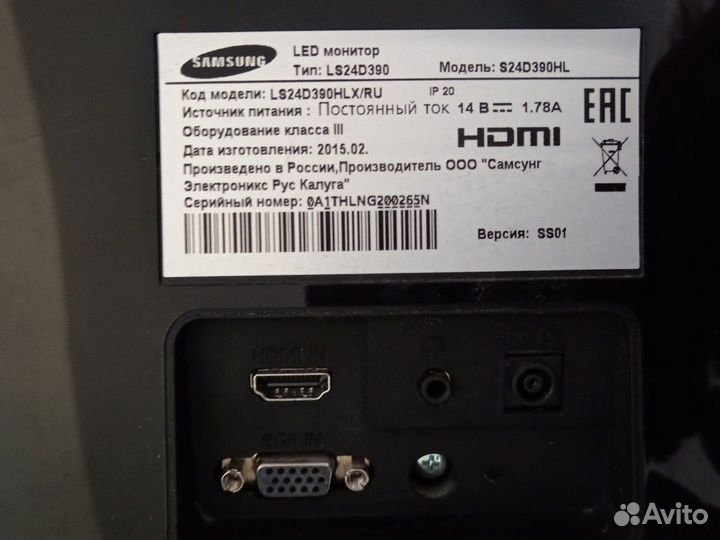 SAMSUNG
LED монитор
Тип: LS24D390 Модель: S24D390HL
Код модели: LS24D390HLX/RU IP 20
Источник питания : Постоянный ток 14 В⎓ 1.78A
EAC
Оборудование класса III
HDMI
Дата изготовления: 2015.02.
Произведено в России,Производитель ООО "Самсунг
Электроникс Рус Калуга"
Серийный номер: 0A1THLNG200265N
Версия: SS01
HDMI IN
RGB IN
Avito